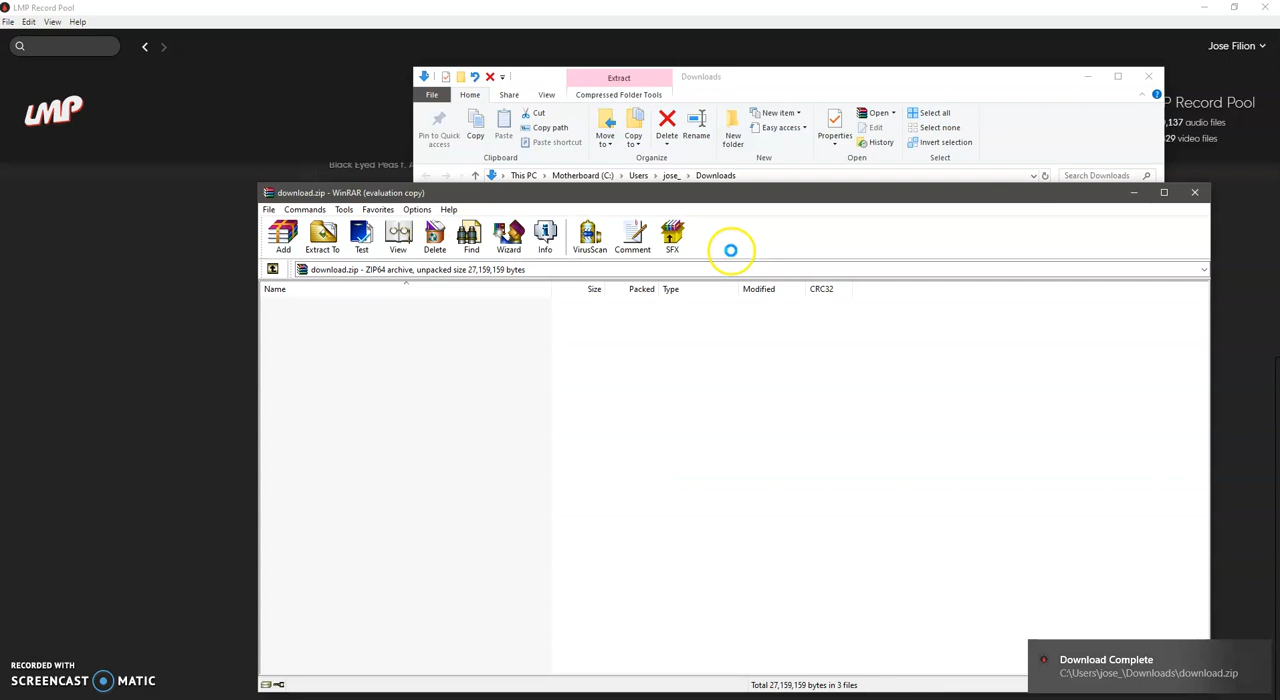 LMP Record Pool
File Edit View Help
Jose Filion
LMP
P Record Pool
,137 audio files
29 video files
Black Eyed Peas f. A
Extract
Downloads
File Home Share View Compressed Folder Tools
Pin to Quick access
Copy
Paste
Cut
Copy path
Paste shortcut
Clipboard
Move to
Copy to
Delete
Rename
Organize
New folder
New item
Easy access
New
Properties
Open
Edit
History
Open
Select all
Select none
Invert selection
Select
This PC > Motherboard (C:) > Users > jose_ > Downloads
Search Downloads
download.zip - WinRAR (evaluation copy)
File Commands Tools Favorites Options Help
Add Extract To Test View Delete Find Wizard Info VirusScan Comment SFX
download.zip - ZIP64 archive, unpacked size 27,159,159 bytes
Name Size Packed Type Modified CRC32
Total 27,159,159 bytes in 3 files
Download Complete
C:\Users\jose_\Downloads\download.zip
RECORDED WITH
SCREENCAST MATIC